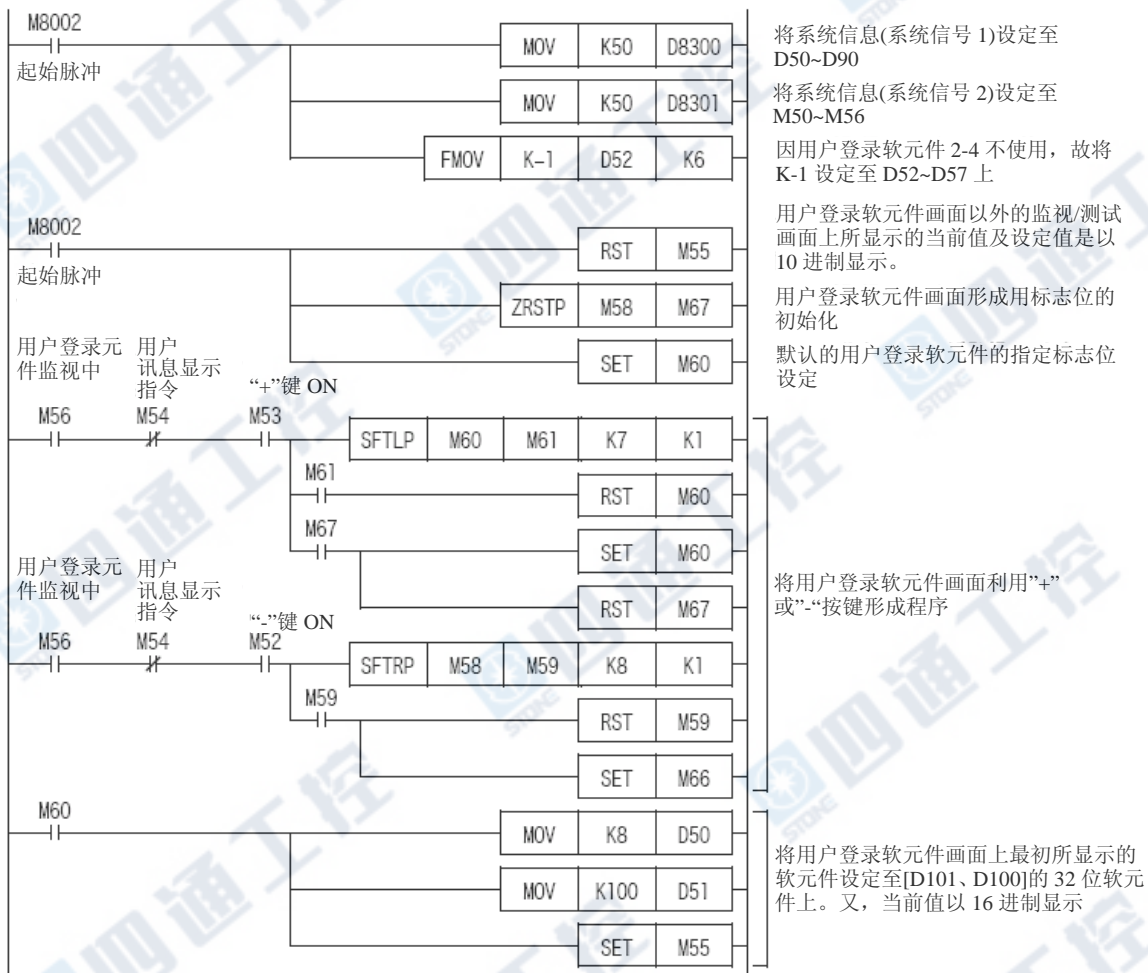 M8002
起始脉冲
MOV K50 D8300
将系统信息(系统信号 1)设定至
D50~D90
MOV K50 D8301
将系统信息(系统信号 2)设定至
M50~M56
FMOV K-1 D52 K6
因用户登录软元件 2-4 不使用，故将
K-1 设定至 D52~D57 上
M8002
起始脉冲
RST M55
用户登录软元件画面以外的监视/测试
画面上所显示的当前值及设定值是以
10 进制显示。
ZRSTP M58 M67
用户登录软元件画面形成用标志位的
初始化
SET M60
默认的用户登录软元件的指定标志位
设定
用户登录元
件监视中
用户
讯息显示
指令
“+”键 ON
M56 M54 M53
SFTLP M60 M61 K7 K1
M61
RST M60
M67
SET M60
RST M67
将用户登录软元件画面利用”+”
或”-“按键形成程序
用户登录元
件监视中
用户
讯息显示
指令
“-”键 ON
M56 M54 M52
SFTRP M58 M59 K8 K1
M59
RST M59
SET M66
M60
MOV K8 D50
MOV K100 D51
SET M55
将用户登录软元件画面上最初所显示的
软元件设定至[D101、D100]的 32 位软元
件上。又，当前值以 16 进制显示
四通工控
STONE